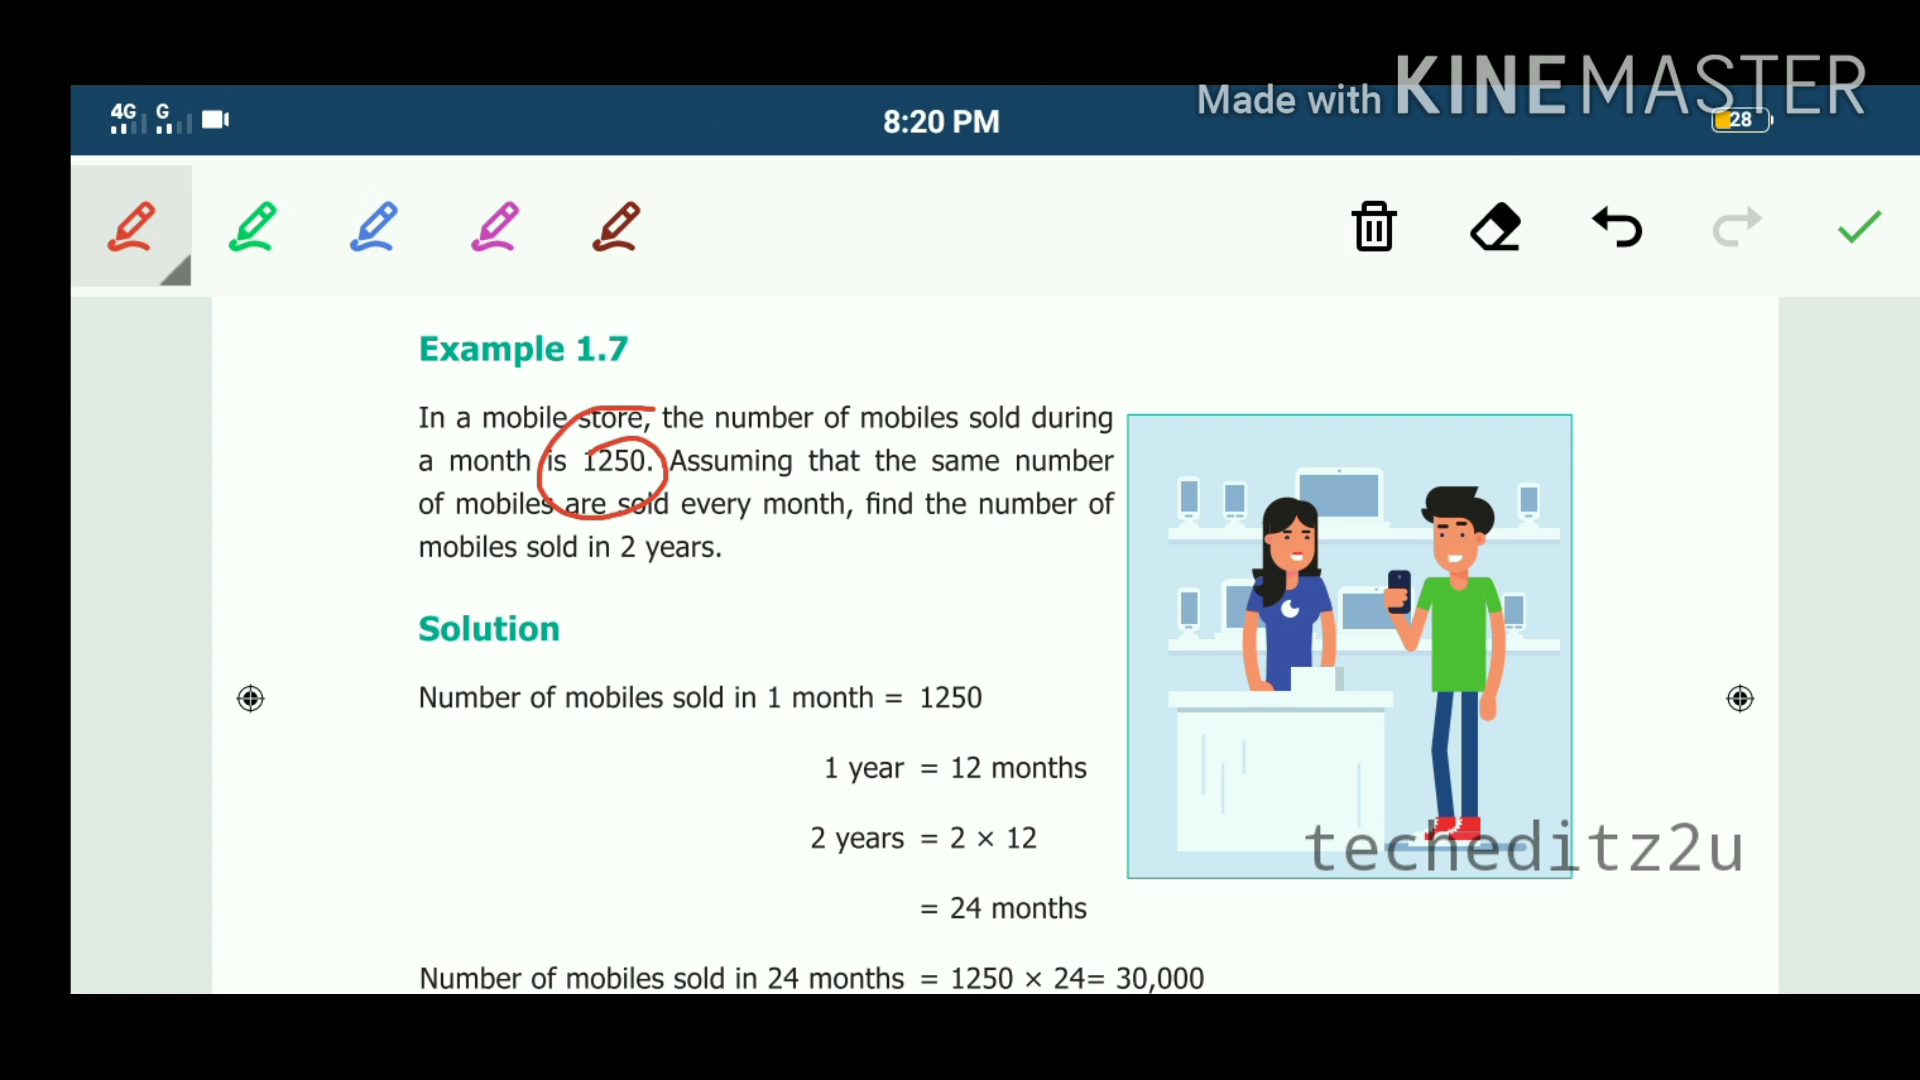 Made with KINEMASTER
4G G 8:20 PM 28
Example 1.7
In a mobile store, the number of mobiles sold during
a month is 1250. Assuming that the same number
of mobiles are sold every month, find the number of
mobiles sold in 2 years.
Solution
Number of mobiles sold in 1 month = 1250
1 year = 12 months
2 years = 2 × 12
= 24 months
Number of mobiles sold in 24 months = 1250 × 24= 30,000
techeditz2u